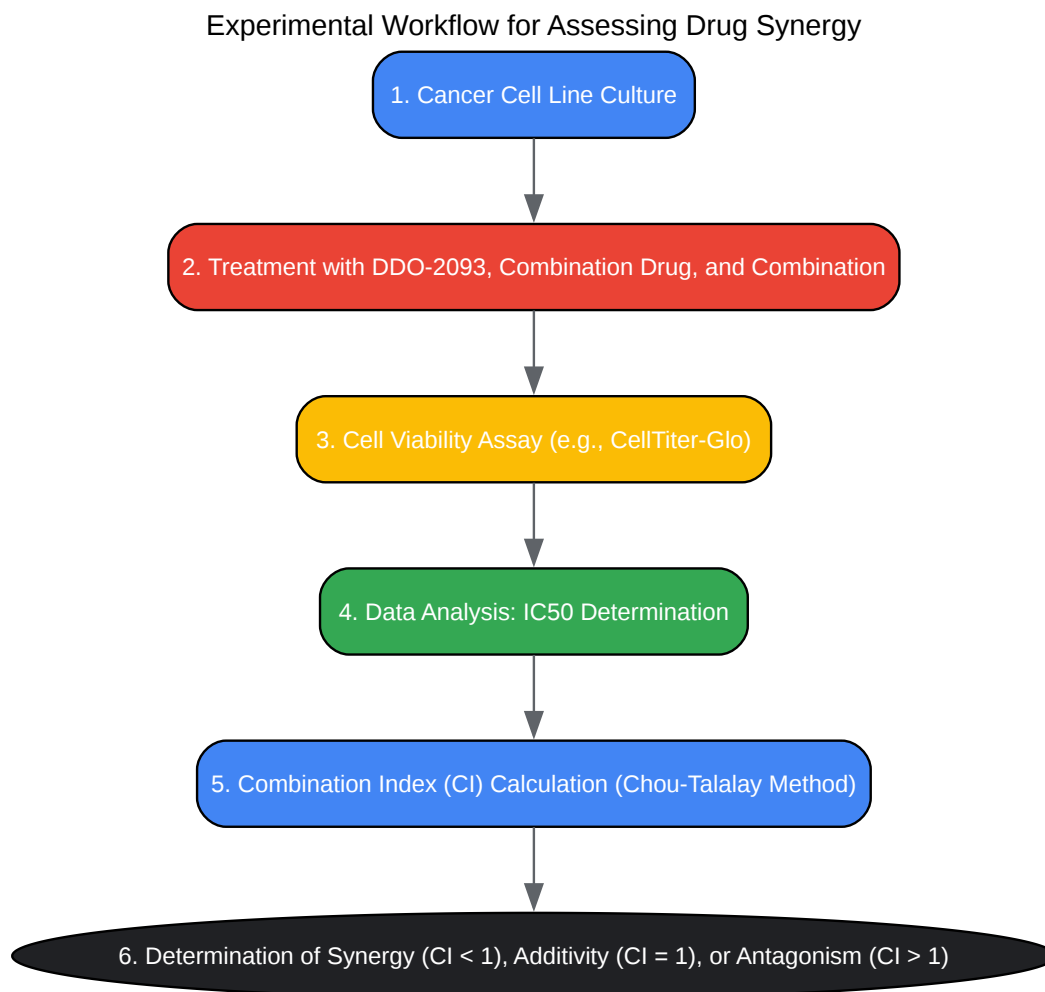 Experimental Workflow for Assessing Drug Synergy
1. Cancer Cell Line Culture
2. Treatment with DDO-2093, Combination Drug, and Combination
3. Cell Viability Assay (e.g., CellTiter-Glo)
4. Data Analysis: IC50 Determination
5. Combination Index (CI) Calculation (Chou-Talalay Method)
6. Determination of Synergy (CI < 1), Additivity (CI = 1), or Antagonism (CI > 1)